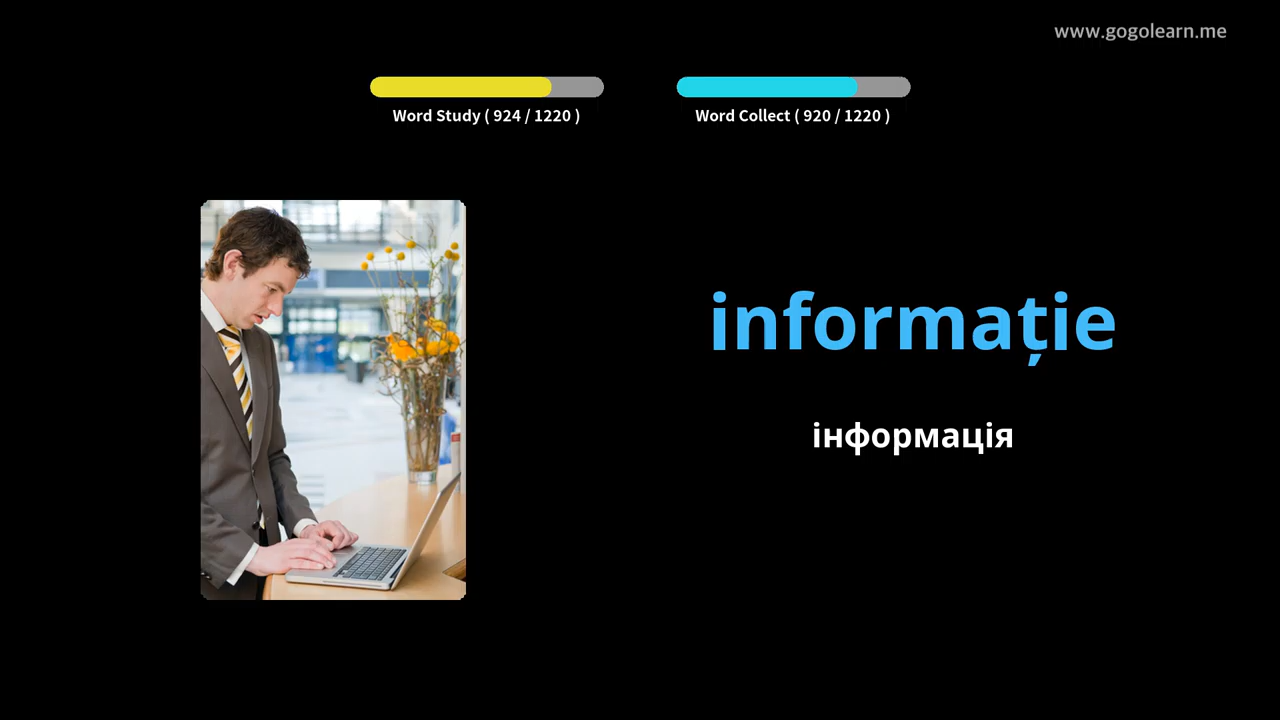 www.gogolearn.me
Word Study ( 924 / 1220 )
Word Collect ( 920 / 1220 )
informație
інформація